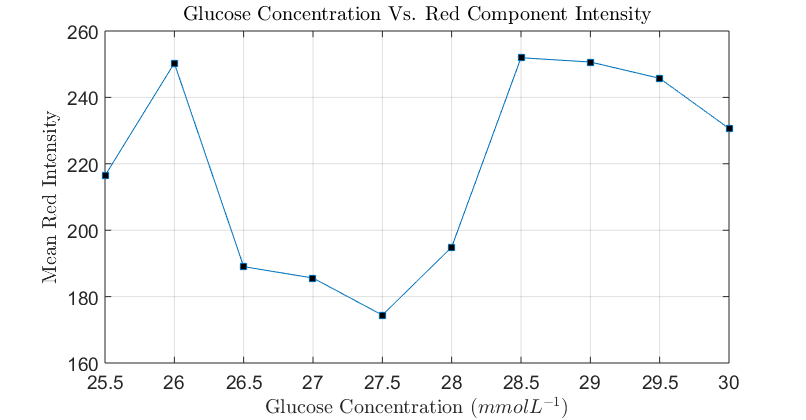 Glucose Concentration Vs. Red Component Intensity
Mean Red Intensity
260
240
220
200
180
160
25.5 26 26.5 27 27.5 28 28.5 29 29.5 30
Glucose Concentration (mmolL⁻¹)